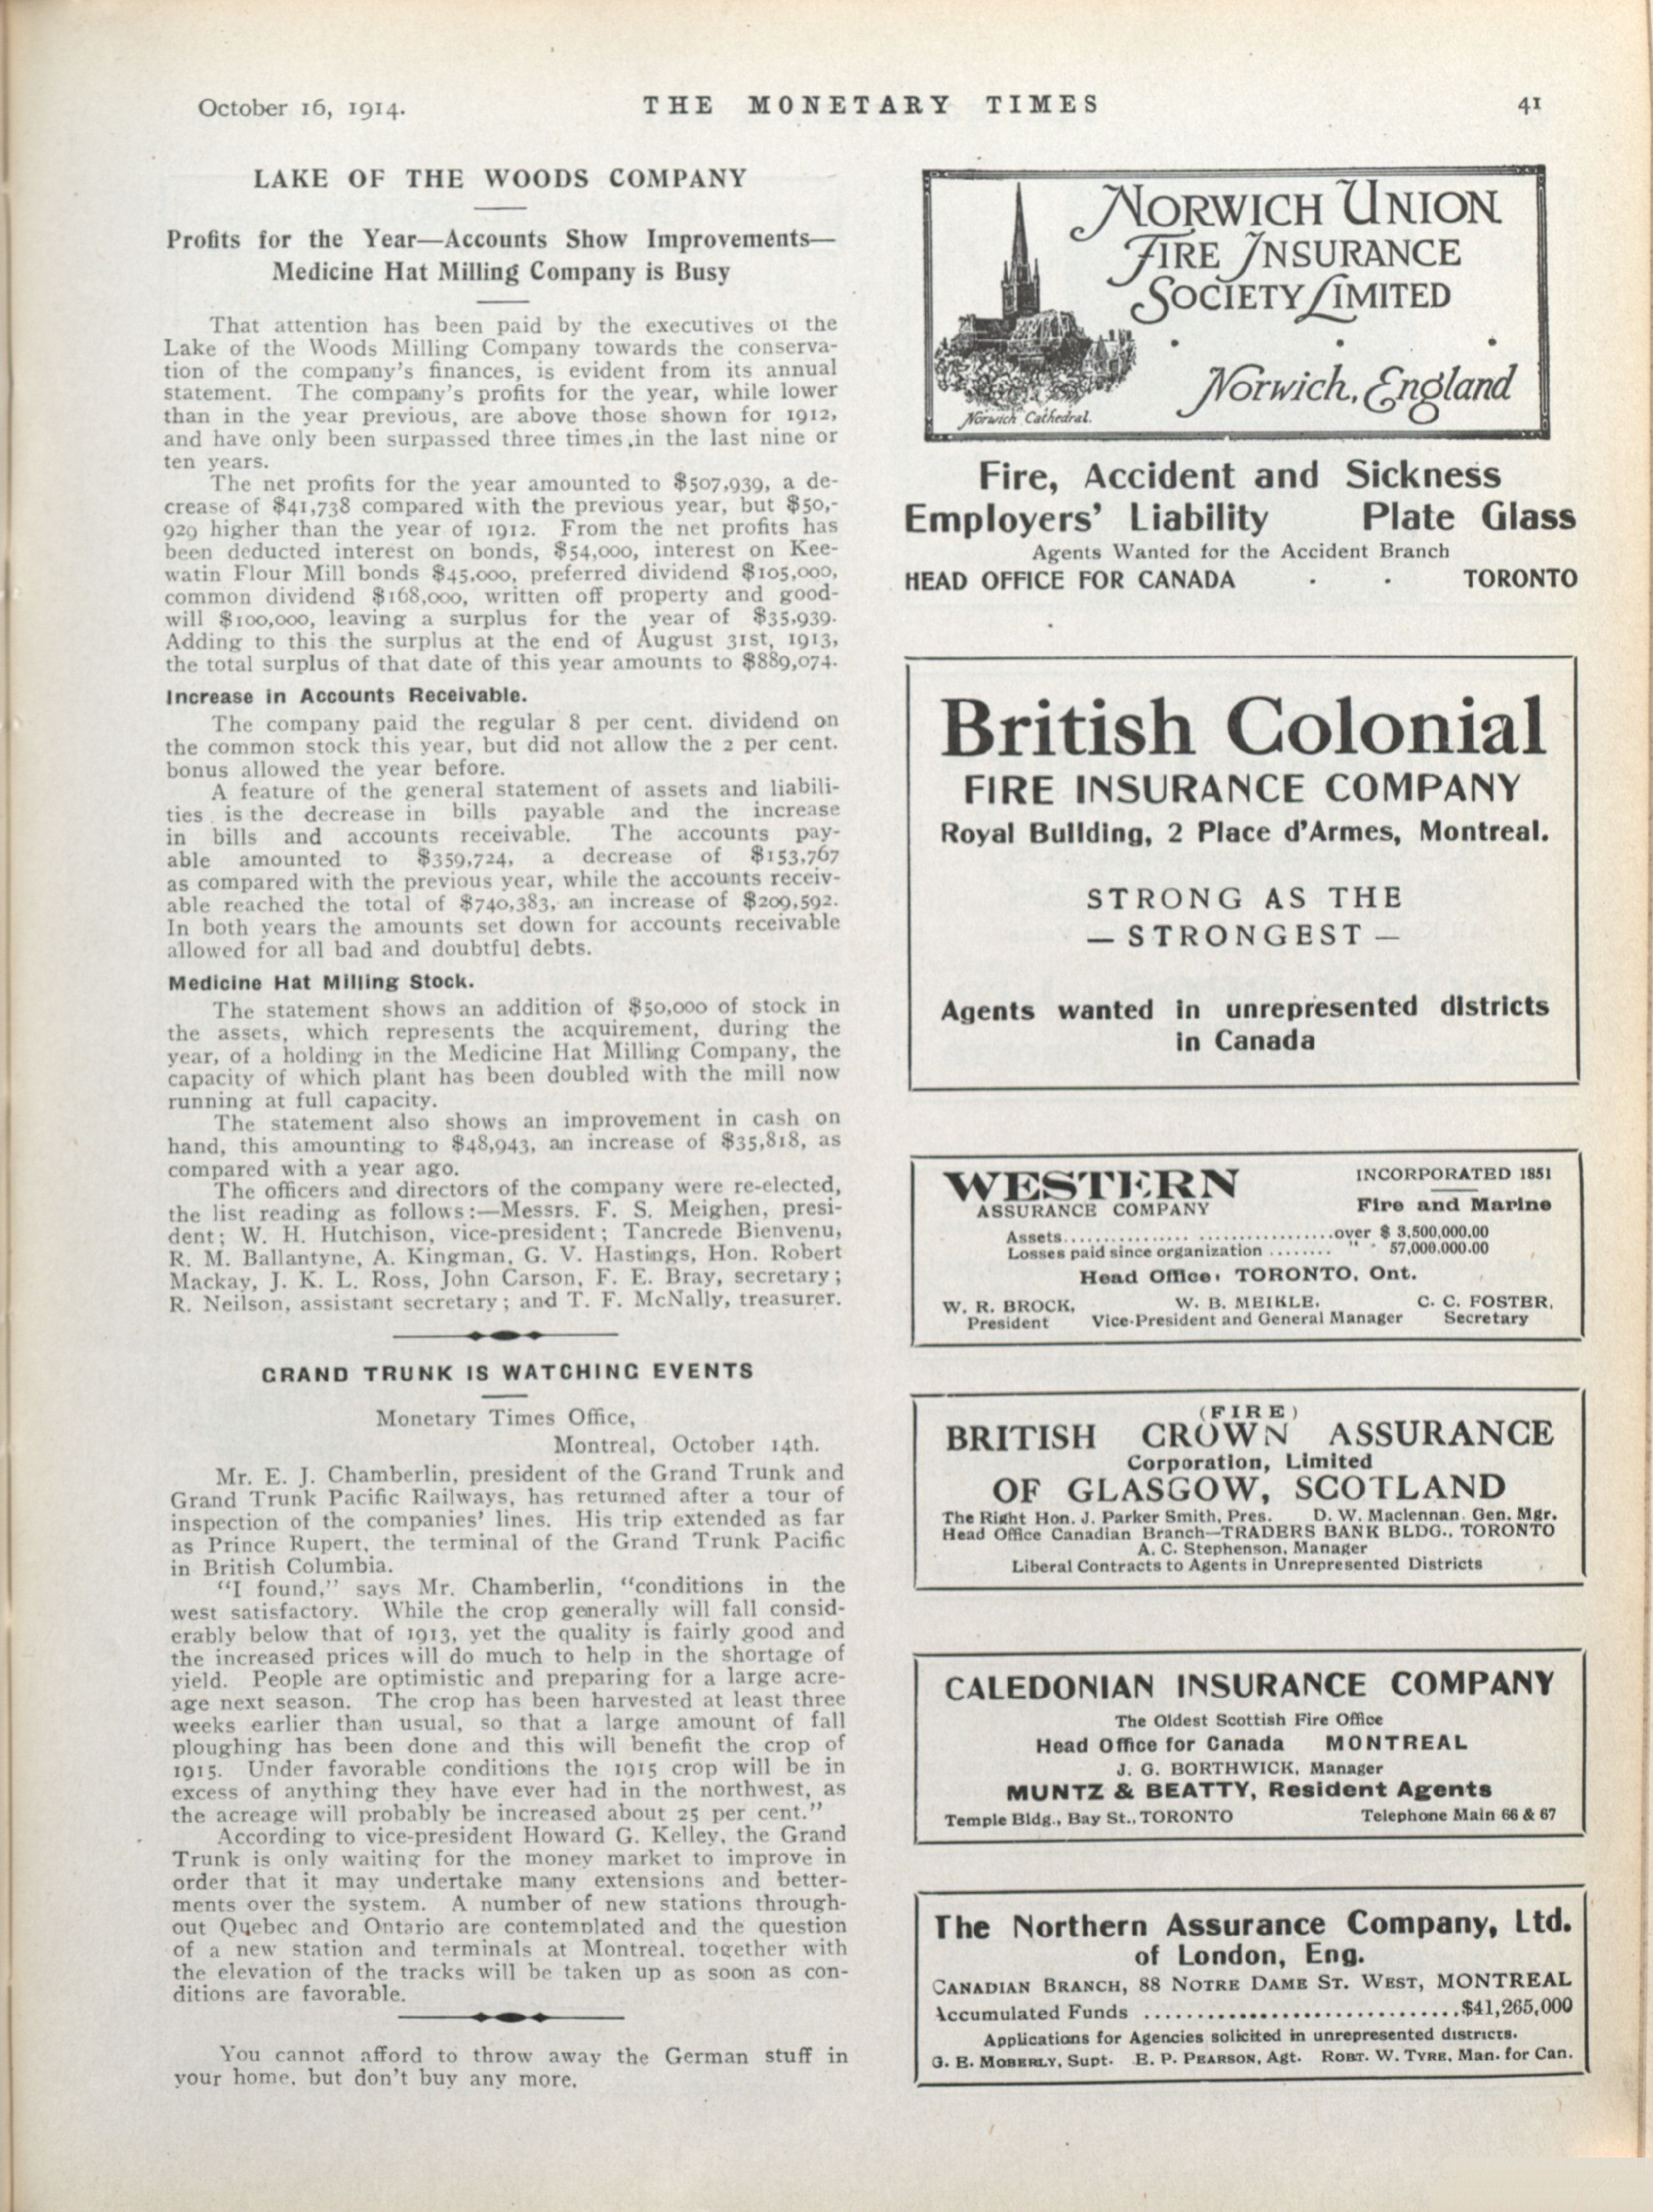 October 16, 1914.
THE MONETARY TIMES
41
LAKE OF THE WOODS COMPANY
Profits for the Year—Accounts Show Improvements—
Medicine Hat Milling Company is Busy
That attention has been paid by the executives of the
Lake of the Woods Milling Company towards the conserva-
tion of the company's finances, is evident from its annual
statement. The company's profits for the year, while lower
than in the year previous, are above those shown for 1912,
and have only been surpassed three times in the last nine or
ten years.
The net profits for the year amounted to $507,939, a de-
crease of $41,738 compared with the previous year, but $50,-
929 higher than the year of 1912. From the net profits has
been deducted interest on bonds, $54,000, interest on Kee-
watin Flour Mill bonds $45,000, preferred dividend $105,000,
common dividend $168,000, written off property and good-
will $100,000, leaving a surplus for the year of $35,939.
Adding to this the surplus at the end of August 31st, 1913,
the total surplus of that date of this year amounts to $889,074.
Increase in Accounts Receivable.
The company paid the regular 8 per cent. dividend on
the common stock this year, but did not allow the 2 per cent.
bonus allowed the year before.
A feature of the general statement of assets and liabili-
ties is the decrease in bills payable and the increase
in bills and accounts receivable. The accounts pay-
able amounted to $359,724, a decrease of $153,767
as compared with the previous year, while the accounts receiv-
able reached the total of $740,383, an increase of $209,592.
In both years the amounts set down for accounts receivable
allowed for all bad and doubtful debts.
Medicine Hat Milling Stock.
The statement shows an addition of $50,000 of stock in
the assets, which represents the acquirement, during the
year, of a holding in the Medicine Hat Milling Company, the
capacity of which plant has been doubled with the mill now
running at full capacity.
The statement also shows an improvement in cash on
hand, this amounting to $48,943, an increase of $35,818, as
compared with a year ago.
The officers and directors of the company were re-elected,
the list reading as follows:—Messrs. F. S. Meighen, presi-
dent; W. H. Hutchison, vice-president; Tancrede Bienvenu,
R. M. Ballantyne, A. Kingman, G. V. Hastings, Hon. Robert
Mackay, J. K. L. Ross, John Carson, F. E. Bray, secretary;
R. Neilson, assistant secretary; and T. F. McNally, treasurer.
GRAND TRUNK IS WATCHING EVENTS
Monetary Times Office,
Montreal, October 14th.
Mr. E. J. Chamberlin, president of the Grand Trunk and
Grand Trunk Pacific Railways, has returned after a tour of
inspection of the companies' lines. His trip extended as far
as Prince Rupert, the terminal of the Grand Trunk Pacific
in British Columbia.
"I found," says Mr. Chamberlin, "conditions in the
west satisfactory. While the crop generally will fall consid-
erably below that of 1913, yet the quality is fairly good and
the increased prices will do much to help in the shortage of
yield. People are optimistic and preparing for a large acre-
age next season. The crop has been harvested at least three
weeks earlier than usual, so that a large amount of fall
ploughing has been done and this will benefit the crop of
1915. Under favorable conditions the 1915 crop will be in
excess of anything they have ever had in the northwest, as
the acreage will probably be increased about 25 per cent."
According to vice-president Howard G. Kelley, the Grand
Trunk is only waiting for the money market to improve in
order that it may undertake many extensions and better-
ments over the system. A number of new stations through-
out Quebec and Ontario are contemplated and the question
of a new station and terminals at Montreal, together with
the elevation of the tracks will be taken up as soon as con-
ditions are favorable.
You cannot afford to throw away the German stuff in
your home, but don't buy any more.
NORWICH UNION
FIRE INSURANCE
SOCIETY LIMITED
Norwich, England
Norwich Cathedral.
Fire, Accident and Sickness
Employers' Liability Plate Glass
Agents Wanted for the Accident Branch
HEAD OFFICE FOR CANADA TORONTO
British Colonial
FIRE INSURANCE COMPANY
Royal Building, 2 Place d'Armes, Montreal.
STRONG AS THE
— STRONGEST —
Agents wanted in unrepresented districts
in Canada
WESTERN
INCORPORATED 1851
ASSURANCE COMPANY
Fire and Marine
Assets................................over $ 3,500,000.00
Losses paid since organization ........ " 57,000,000.00
Head Office: TORONTO, Ont.
W. R. BROCK,
President
W. B. MEIKLE,
Vice-President and General Manager
C. C. FOSTER,
Secretary
(FIRE)
BRITISH CROWN ASSURANCE
Corporation, Limited
OF GLASGOW, SCOTLAND
The Right Hon. J. Parker Smith, Pres. D. W. Maclennan. Gen. Mgr.
Head Office Canadian Branch—TRADERS BANK BLDG., TORONTO
A. C. Stephenson, Manager
Liberal Contracts to Agents in Unrepresented Districts
CALEDONIAN INSURANCE COMPANY
The Oldest Scottish Fire Office
Head Office for Canada MONTREAL
J. G. BORTHWICK, Manager
MUNTZ & BEATTY, Resident Agents
Temple Bldg., Bay St., TORONTO Telephone Main 66 & 67
The Northern Assurance Company, Ltd.
of London, Eng.
CANADIAN BRANCH, 88 NOTRE DAME ST. WEST, MONTREAL
Accumulated Funds ..............................$41,265,000
Applications for Agencies solicited in unrepresented districts.
G. E. MOBERLY, Supt. E. P. PEARSON, Agt. ROBT. W. TYRE, Man. for Can.